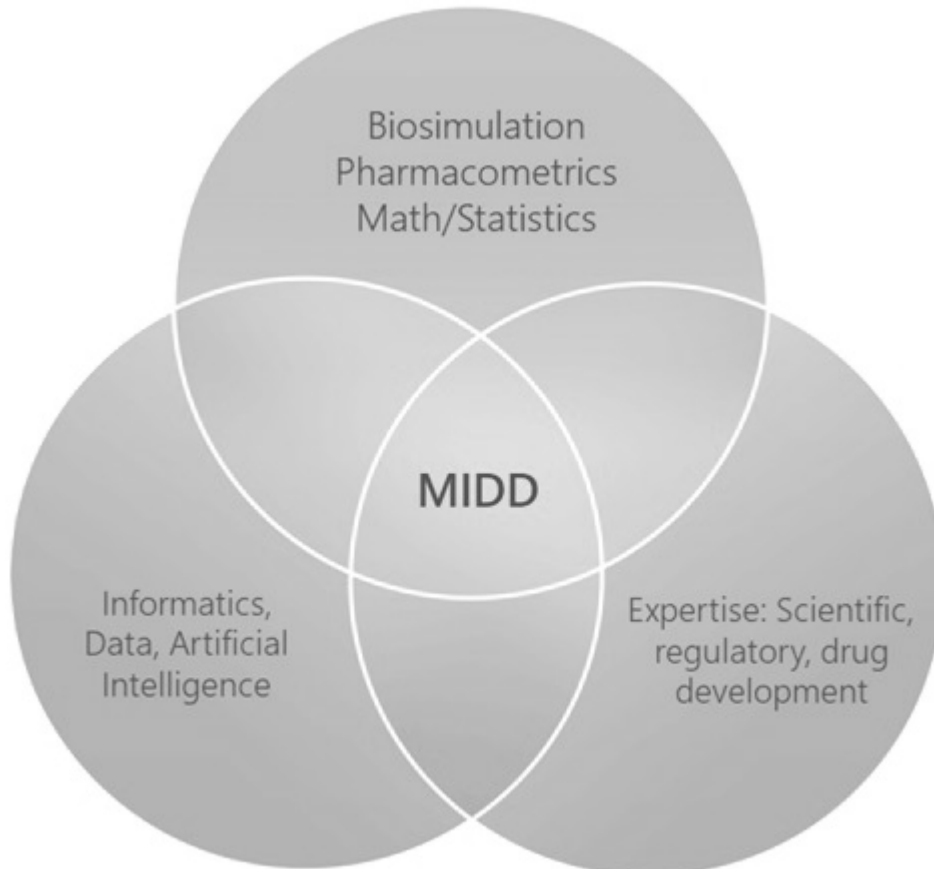 Biosimulation
Pharmacometrics
Math/Statistics
MIDD
Informatics,
Data, Artificial
Intelligence
Expertise: Scientific,
regulatory, drug
development